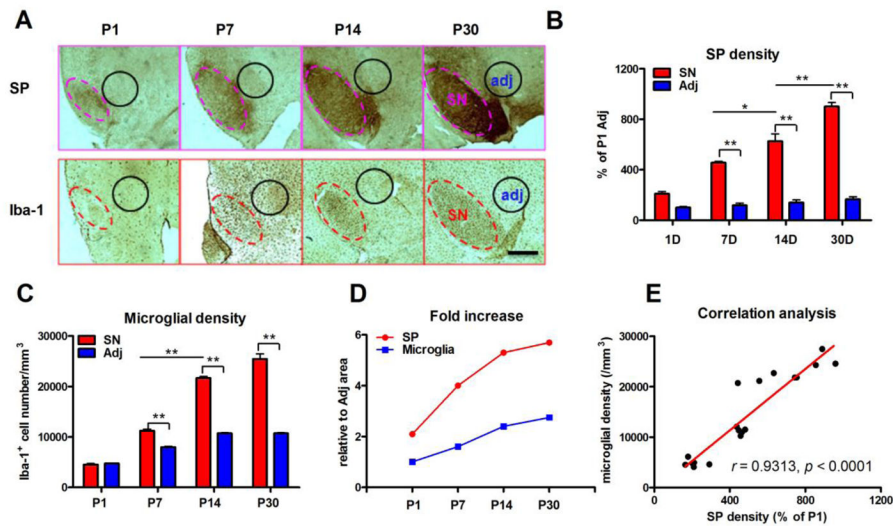 A
P1 P7 P14 P30
SP
SN
adj
Iba-1
SN
adj
B
SP density
SN
Adj
% of P1 Adj
1200
800
400
0
** * ** ** **
1D 7D 14D 30D
C
Microglial density
SN
Adj
Iba-1⁺ cell number/mm³
30000
20000
10000
0
** ** ** **
P1 P7 P14 P30
D
Fold increase
SP
Microglia
relative to Adj area
6
4
2
0
P1 P7 P14 P30
E
Correlation analysis
microglial density (/mm³)
30000
20000
10000
0
r = 0.9313, p < 0.0001
0 400 800 1200
SP density (% of P1)